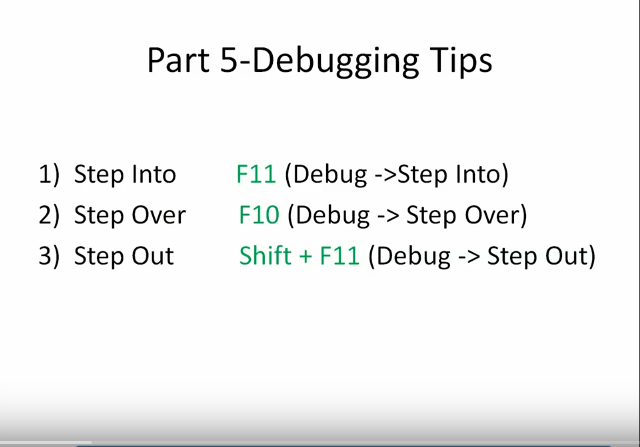 Part 5-Debugging Tips
1) Step Into F11 (Debug ->Step Into)
2) Step Over F10 (Debug -> Step Over)
3) Step Out Shift + F11 (Debug -> Step Out)